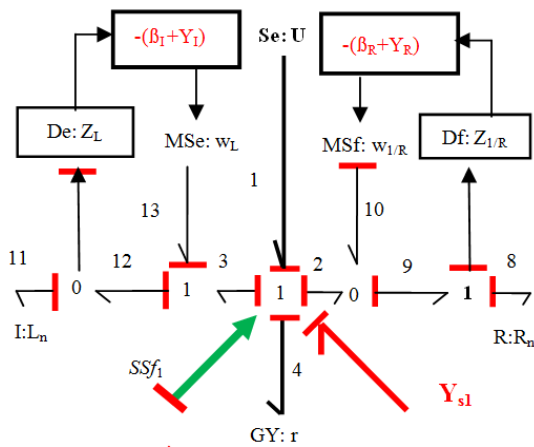 -(ß_I+Y_I)
Se: U
-(ß_R+Y_R)
De: Z_L
MSe: w_L
MSf: w_1/R
Df: Z_1/R
1
13
10
11
12
3
2
9
8
0
1
1
0
1
I:L_n
R:R_n
SSf_1
4
Y_s1
GY: r